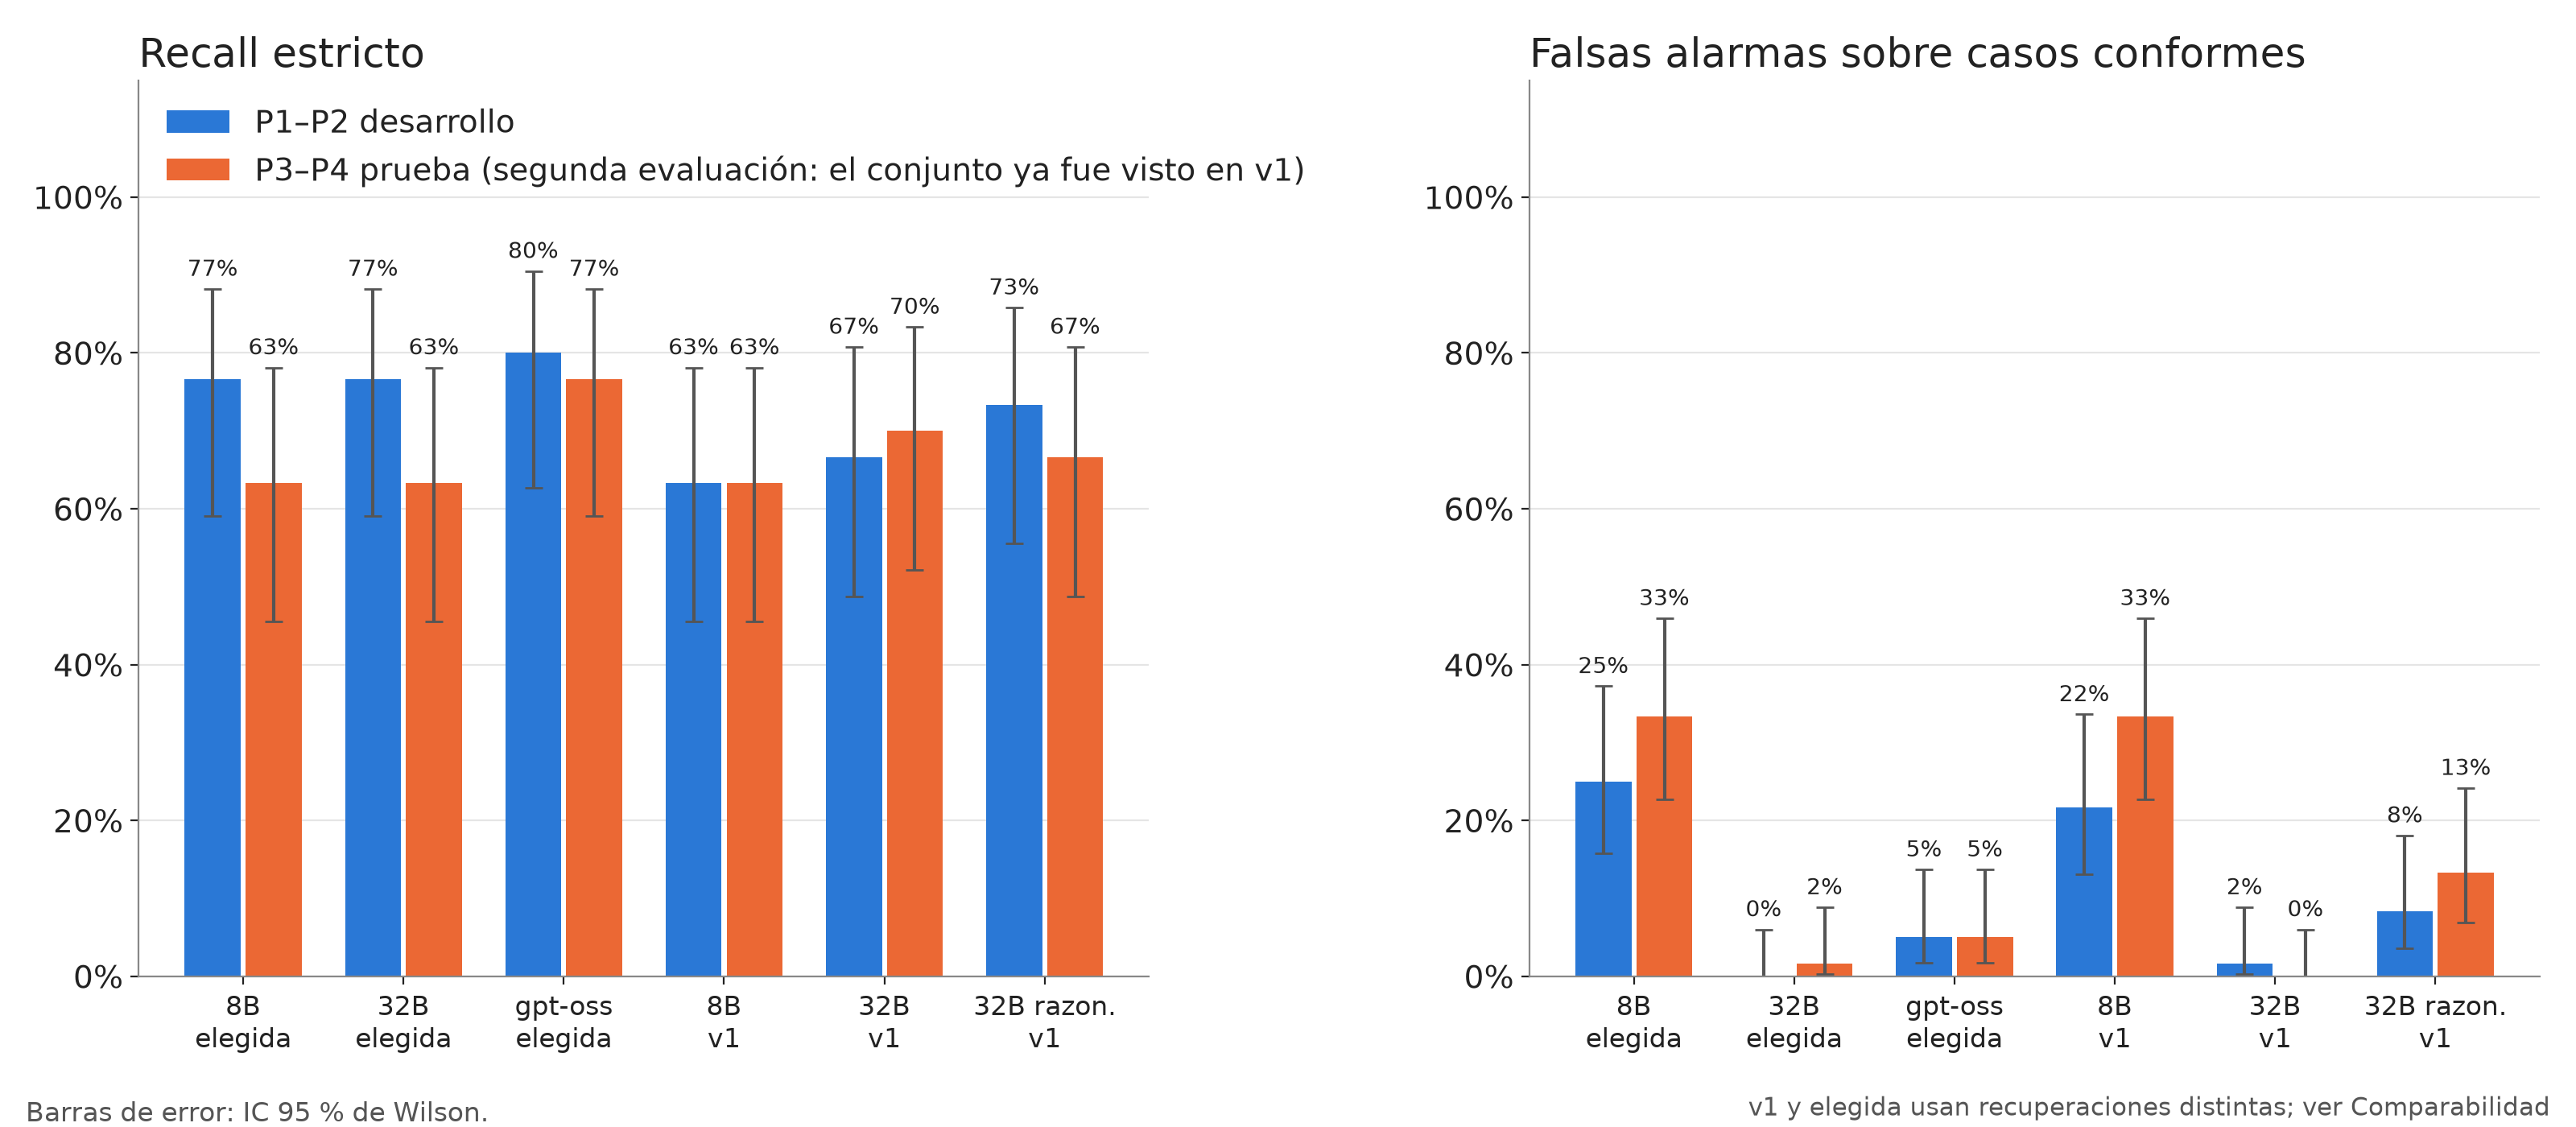 Recall estricto
P1–P2 desarrollo
P3–P4 prueba (segunda evaluación: el conjunto ya fue visto en v1)
100%
80%
60%
40%
20%
0%
77%
63%
77%
63%
80%
77%
63%
63%
67%
70%
73%
67%
8B
elegida
32B
elegida
gpt-oss
elegida
8B
v1
32B
v1
32B razon.
v1
Barras de error: IC 95 % de Wilson.
Falsas alarmas sobre casos conformes
100%
80%
60%
40%
20%
0%
25%
33%
0%
2%
5%
5%
22%
33%
2%
0%
8%
13%
8B
elegida
32B
elegida
gpt-oss
elegida
8B
v1
32B
v1
32B razon.
v1
v1 y elegida usan recuperaciones distintas; ver Comparabilidad